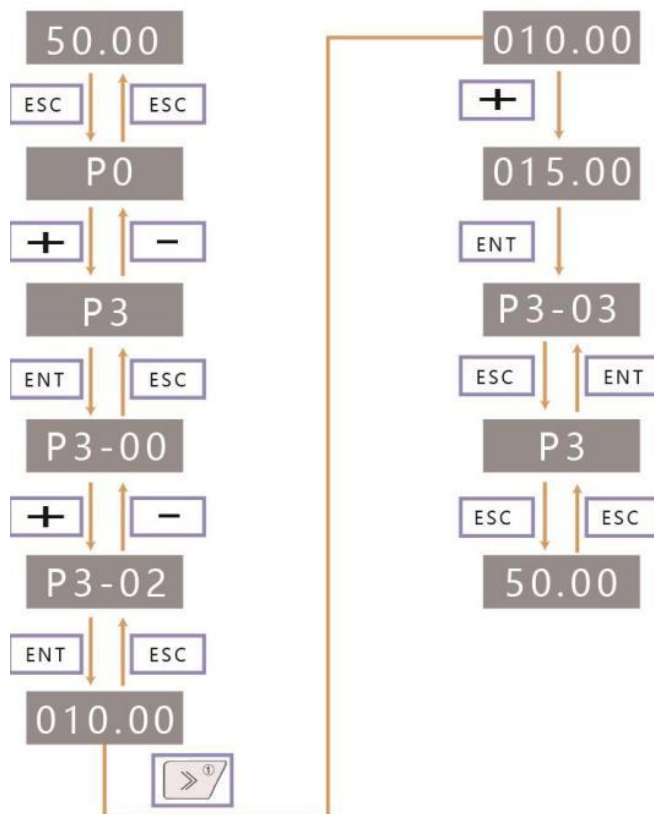 50.00
ESC
ESC
P0
+
-
P3
ENT
ESC
P3-00
+
-
P3-02
ENT
ESC
010.00
①
010.00
+
015.00
ENT
P3-03
ESC
ENT
P3
ESC
ESC
50.00